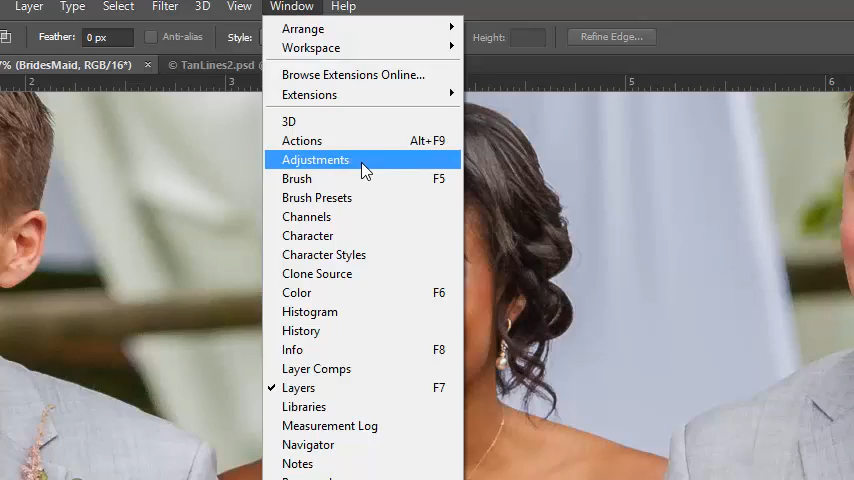 Layer Type Select Filter 3D View Window Help
Feather: 0 px Anti-alias Style: Height: Refine Edge...
7% (BridesMaid, RGB/16*) × © TanLines2.psd @
2 3 5 6
Arrange
Workspace
Browse Extensions Online...
Extensions
3D
Actions Alt+F9
Adjustments
Brush F5
Brush Presets
Channels
Character
Character Styles
Clone Source
Color F6
Histogram
History
Info F8
Layer Comps
Layers F7
Libraries
Measurement Log
Navigator
Notes